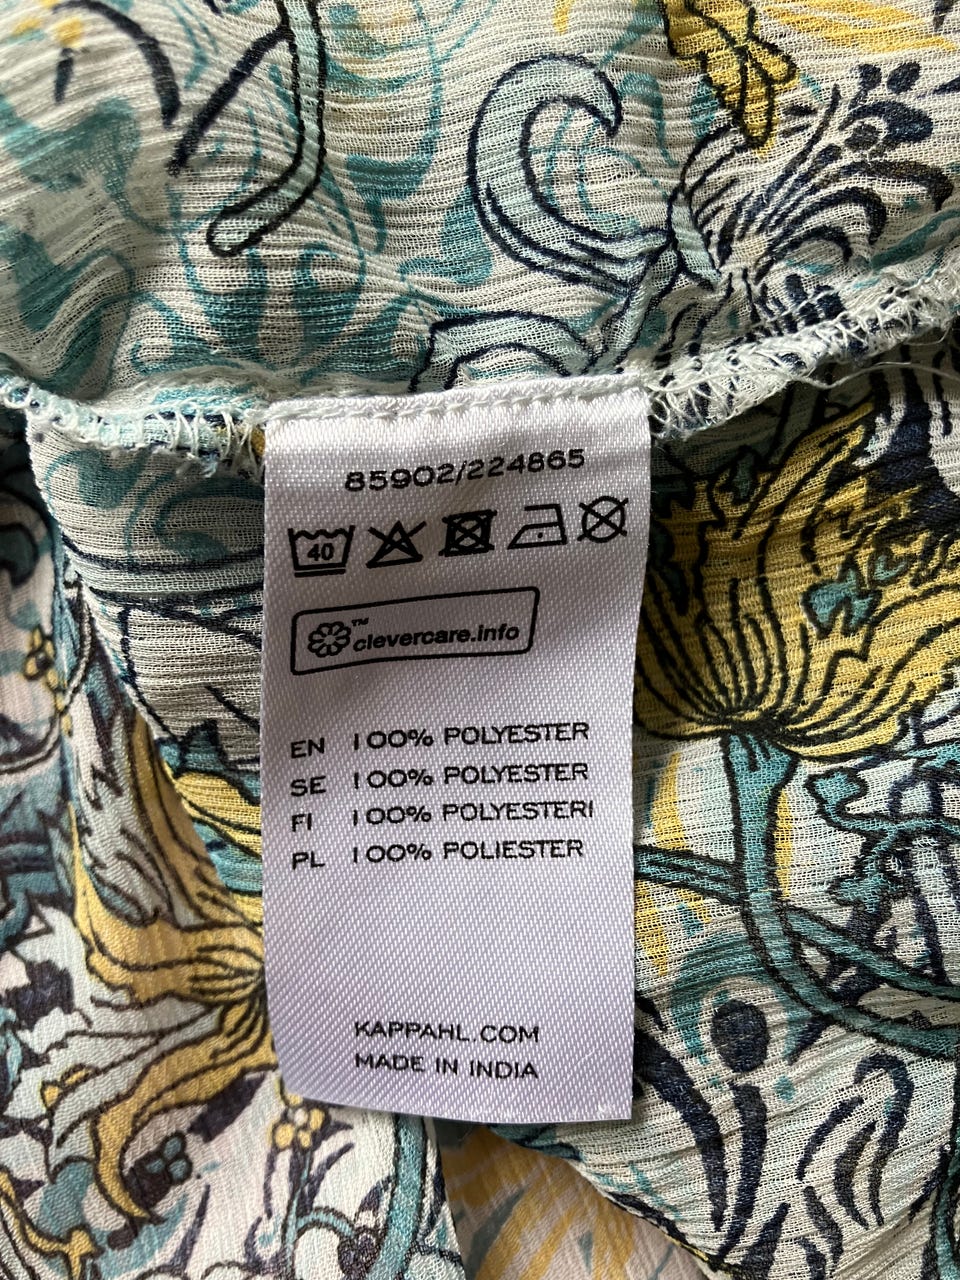 85902/224865
40
™
clevercare.info
EN 100% POLYESTER
SE 100% POLYESTER
FI 100% POLYESTERI
PL 100% POLIESTER
KAPPAHL.COM
MADE IN INDIA